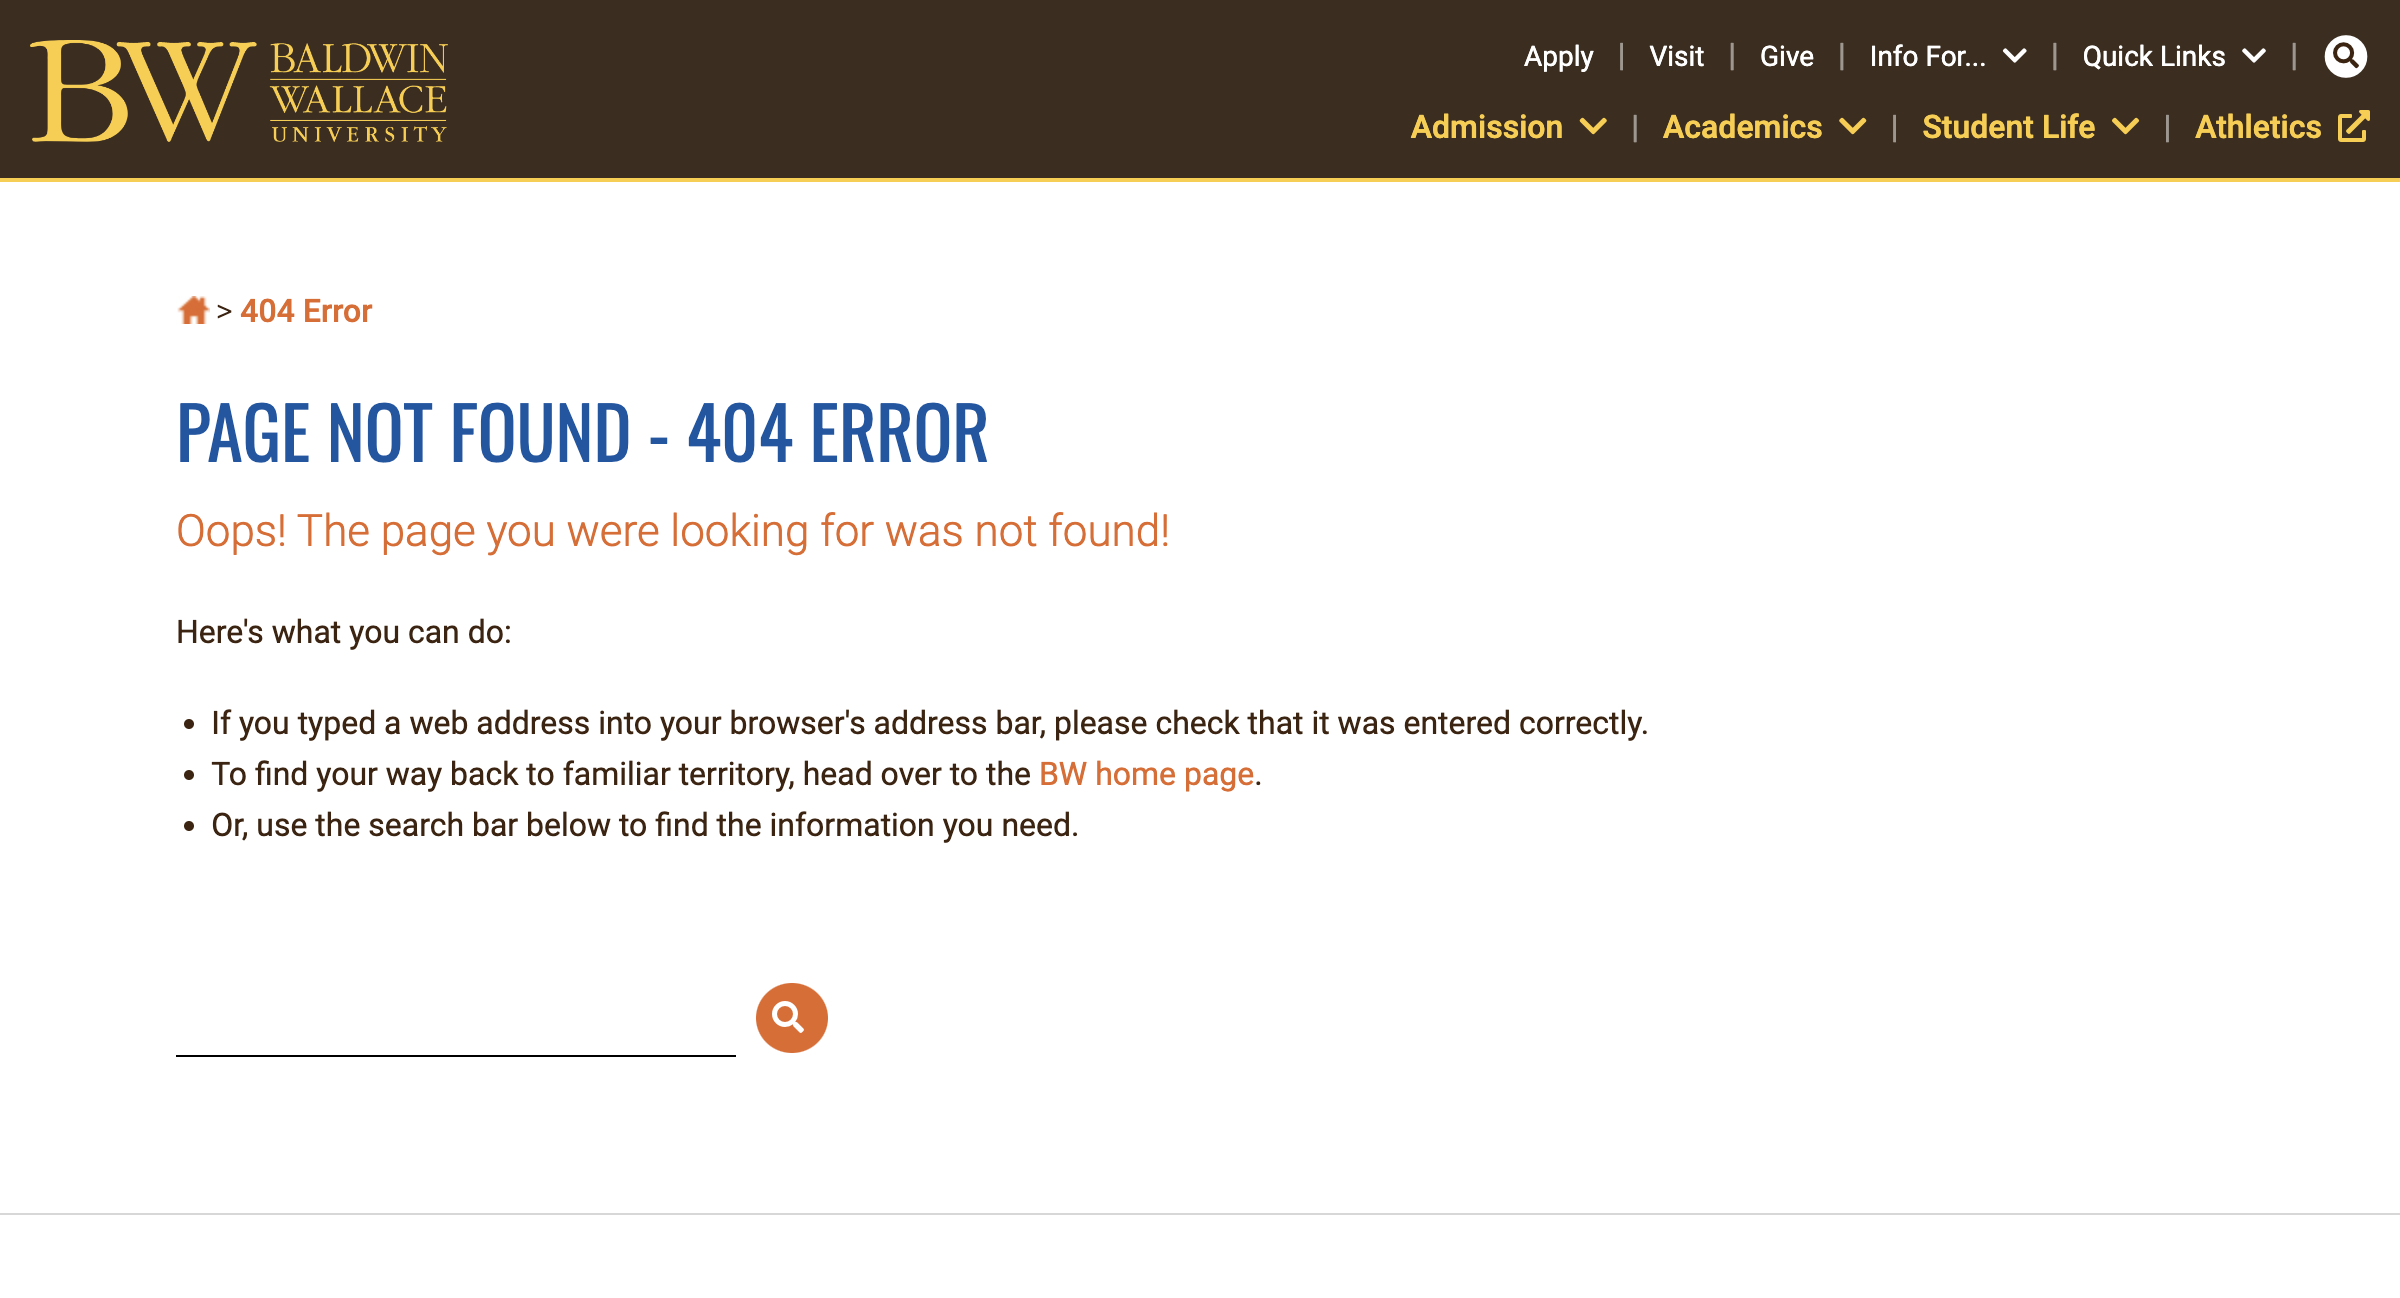 BW BALDWIN
WALLACE
UNIVERSITY
Apply | Visit | Give | Info For... | Quick Links |
Admission | Academics | Student Life | Athletics
> 404 Error
PAGE NOT FOUND - 404 ERROR
Oops! The page you were looking for was not found!
Here's what you can do:
• If you typed a web address into your browser's address bar, please check that it was entered correctly.
• To find your way back to familiar territory, head over to the BW home page.
• Or, use the search bar below to find the information you need.